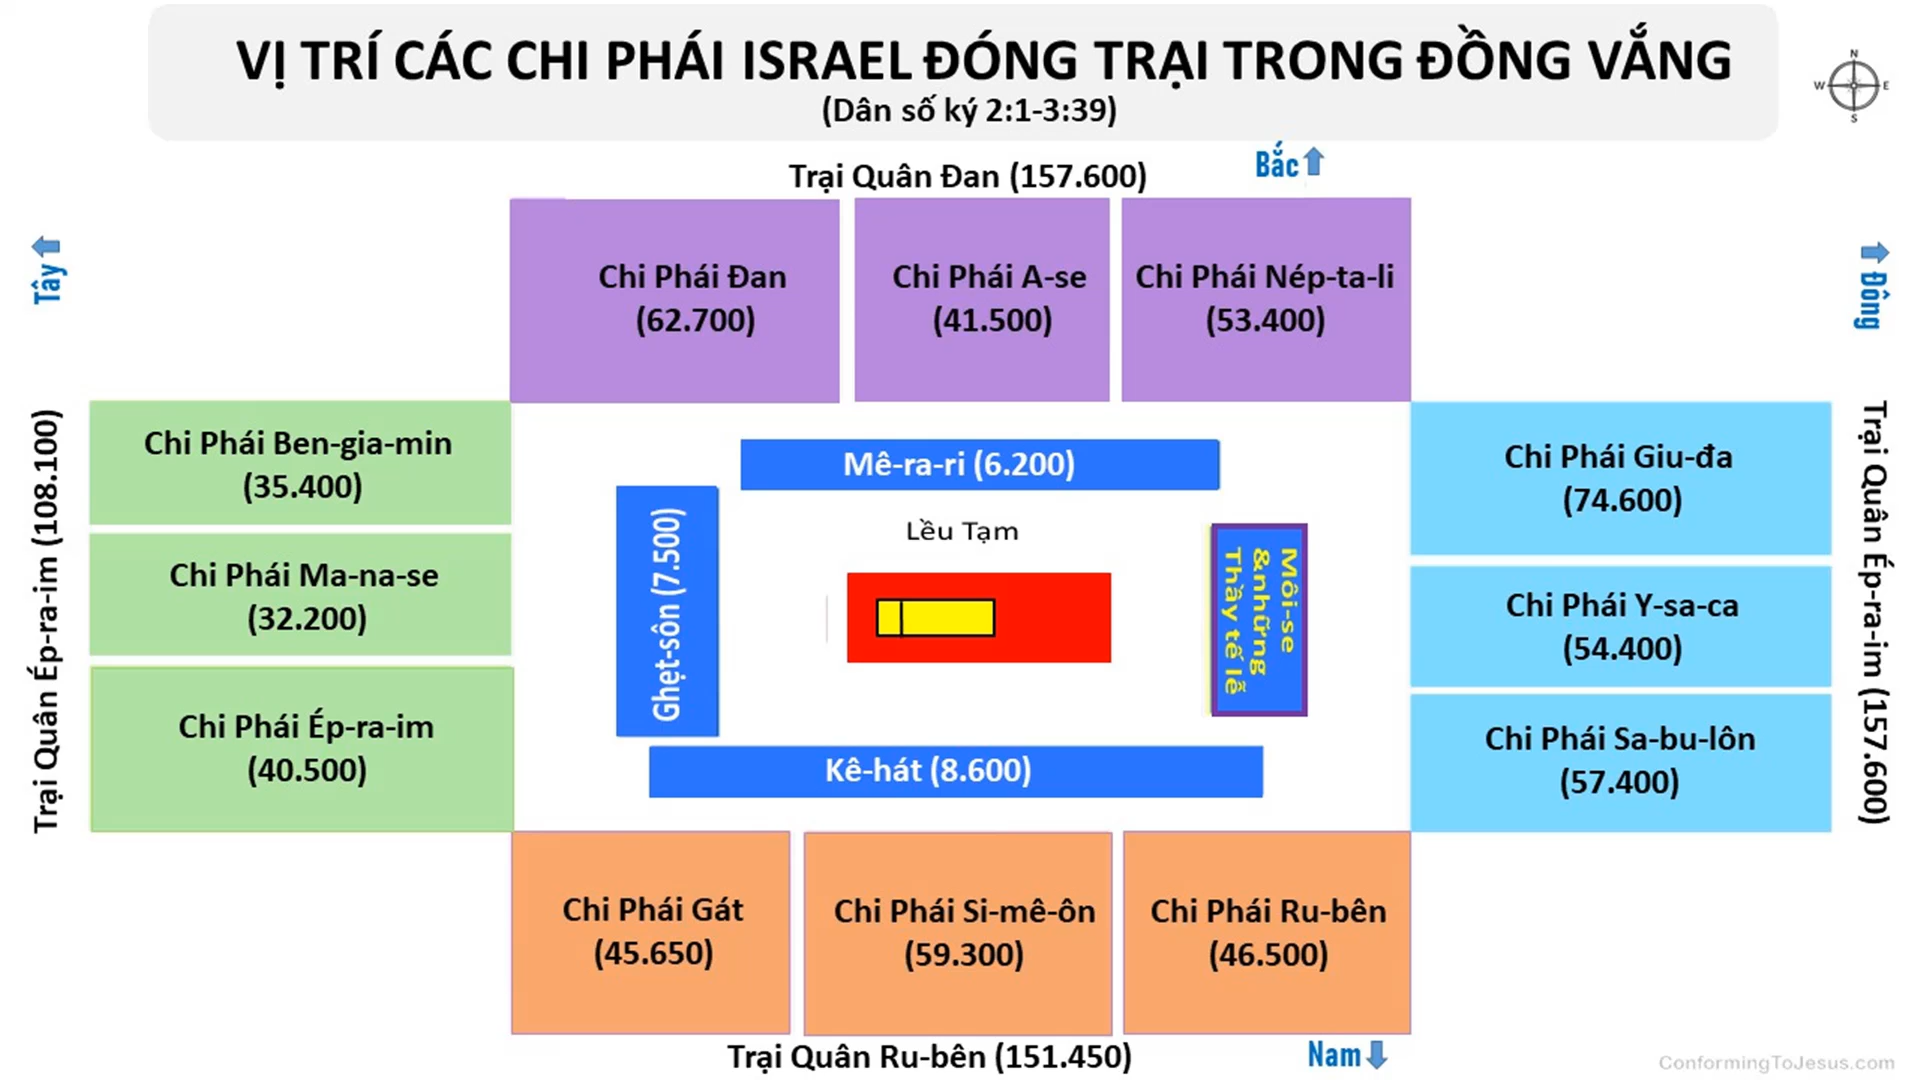 VỊ TRÍ CÁC CHI PHÁI ISRAEL ĐÓNG TRẠI TRONG ĐỒNG VẮNG
(Dân số ký 2:1-3:39)
N
W
E
S
Trại Quân Đan (157.600)
Bắc
Tây
Đông
Chi Phái Đan
(62.700)
Chi Phái A-se
(41.500)
Chi Phái Nép-ta-li
(53.400)
Trại Quân Ép-ra-im (108.100)
Chi Phái Ben-gia-min
(35.400)
Chi Phái Ma-na-se
(32.200)
Chi Phái Ép-ra-im
(40.500)
Mê-ra-ri (6.200)
Ghẹt-sôn (7.500)
Lều Tạm
Môi-se
&những
Thầy tế lễ
Kê-hát (8.600)
Chi Phái Giu-đa
(74.600)
Chi Phái Y-sa-ca
(54.400)
Chi Phái Sa-bu-lôn
(57.400)
Trại Quân Ép-ra-im (157.600)
Chi Phái Gát
(45.650)
Chi Phái Si-mê-ôn
(59.300)
Chi Phái Ru-bên
(46.500)
Trại Quân Ru-bên (151.450)
Nam
ConformingToJesus.com